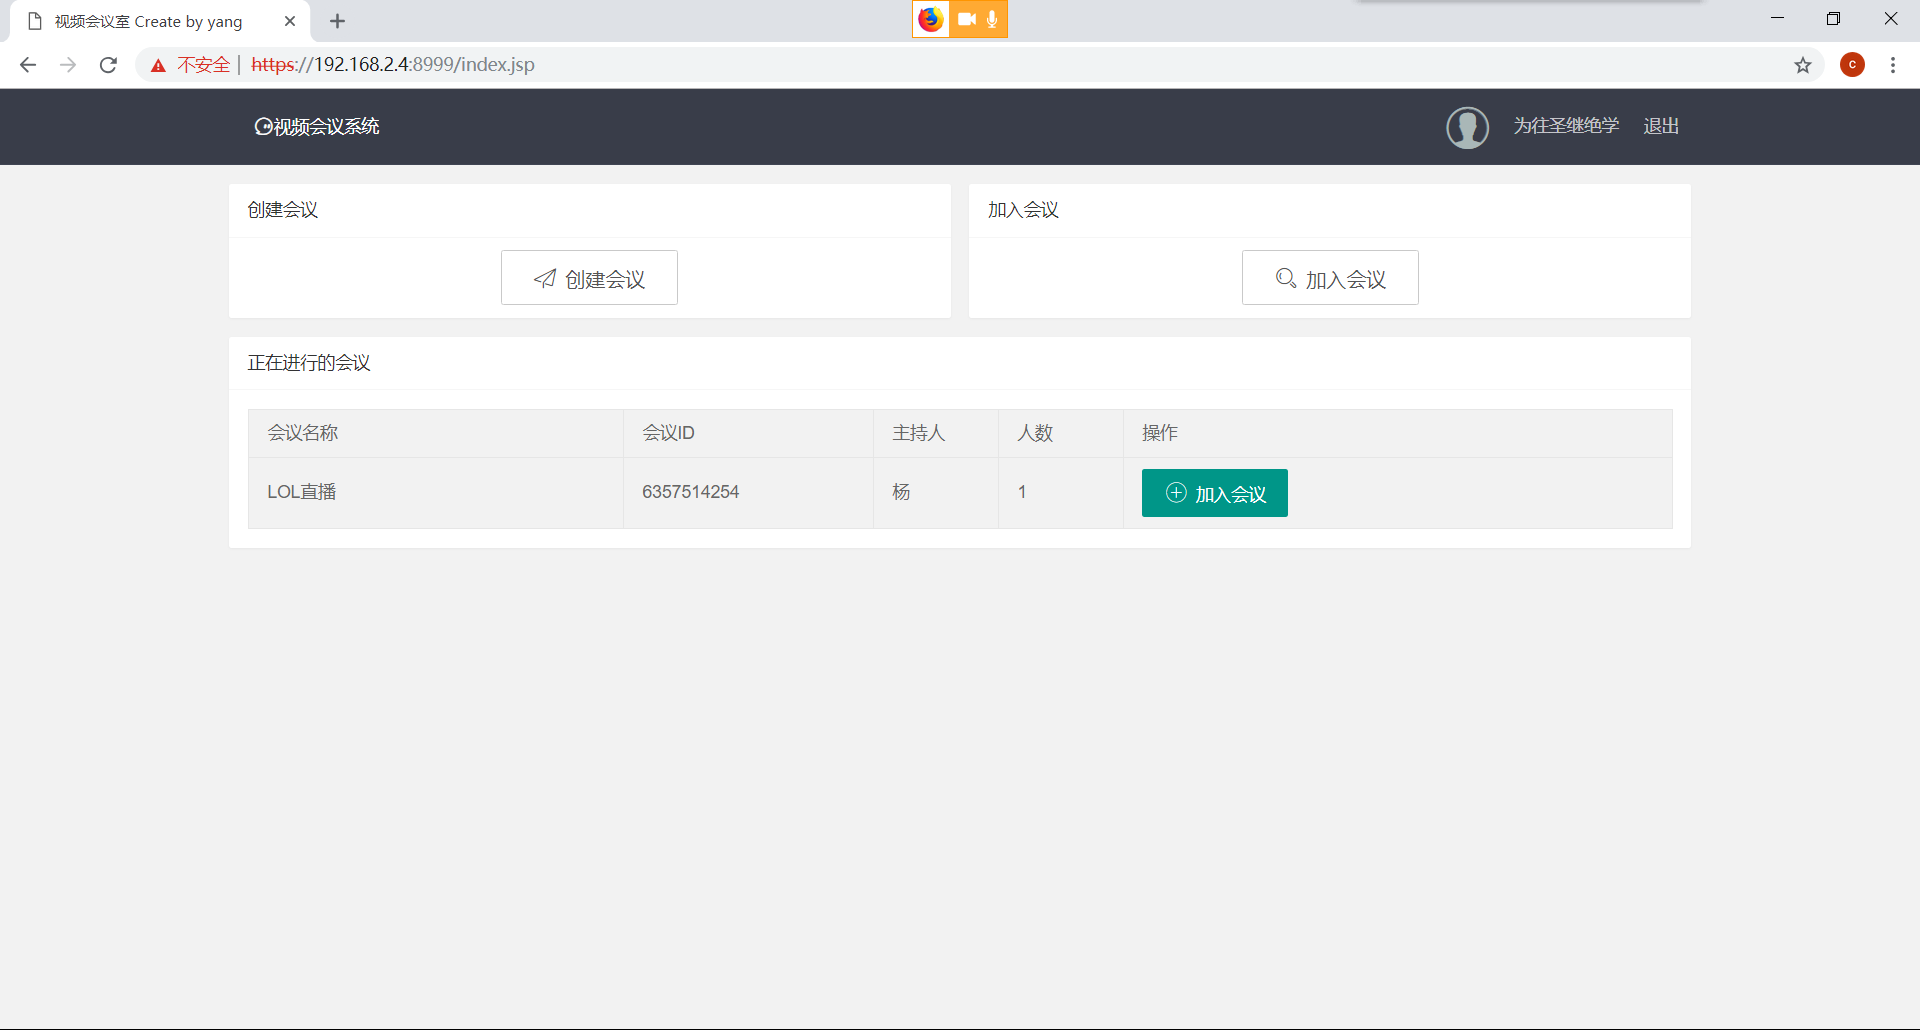 视频会议室 Create by yang
不安全 | https://192.168.2.4:8999/index.jsp
C
视频会议系统
为往圣继绝学 退出
创建会议
加入会议
创建会议
加入会议
正在进行的会议
会议名称 会议ID 主持人 人数 操作
LOL直播 6357514254 杨 1 加入会议